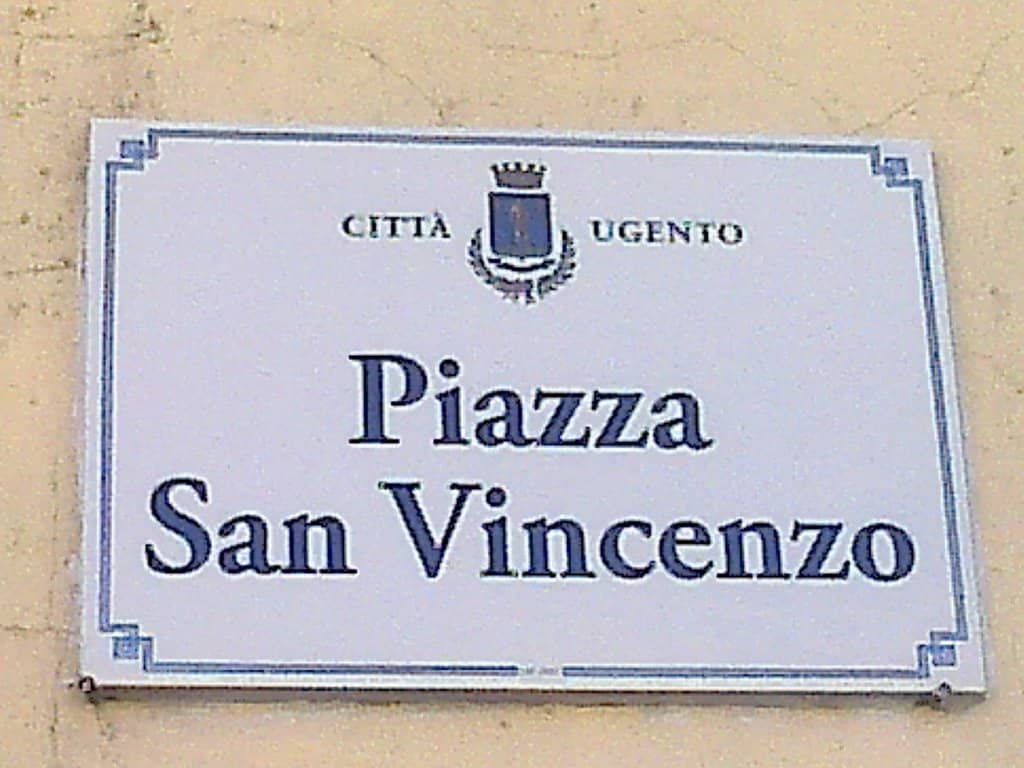 CITTÀ UGENTO
Piazza
San Vincenzo